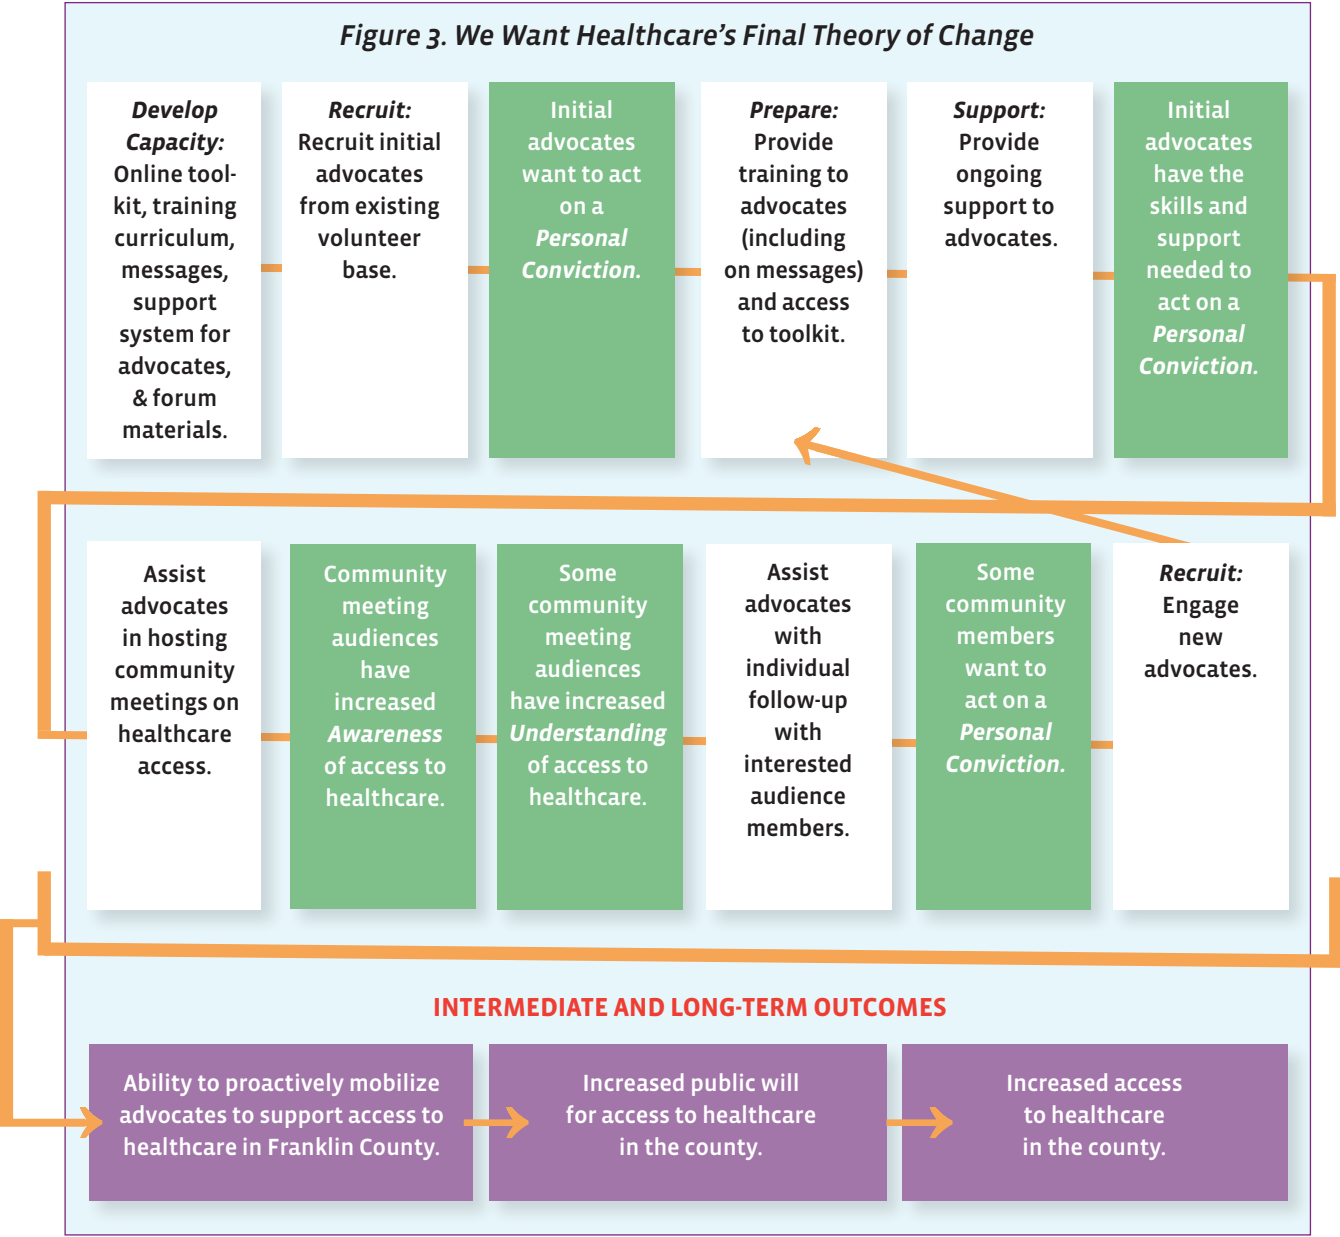 Figure 3. We Want Healthcare’s Final Theory of Change
Develop
Capacity:
Online tool-
kit, training
curriculum,
messages,
support
system for
advocates,
& forum
materials.
Recruit:
Recruit initial
advocates
from existing
volunteer
base.
Initial
advocates
want to act
on a
Personal
Conviction.
Prepare:
Provide
training to
advocates
(including
on messages)
and access
to toolkit.
Support:
Provide
ongoing
support to
advocates.
Initial
advocates
have the
skills and
support
needed to
act on a
Personal
Conviction.
Assist
advocates
in hosting
community
meetings on
healthcare
access.
Community
meeting
audiences
have
increased
Awareness
of access to
healthcare.
Some
community
meeting
audiences
have increased
Understanding
of access to
healthcare.
Assist
advocates
with
individual
follow-up
with
interested
audience
members.
Some
community
members
want to
act on a
Personal
Conviction.
Recruit:
Engage
new
advocates.
INTERMEDIATE AND LONG-TERM OUTCOMES
Ability to proactively mobilize
advocates to support access to
healthcare in Franklin County.
Increased public will
for access to healthcare
in the county.
Increased access
to healthcare
in the county.